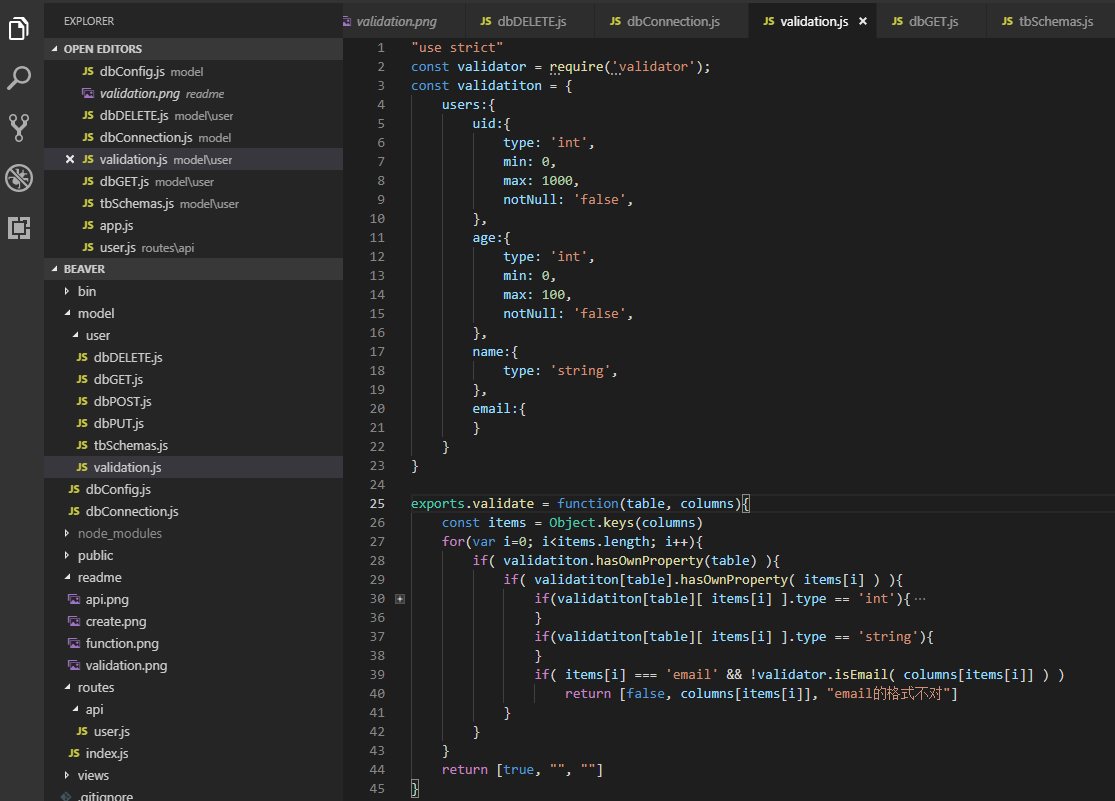 EXPLORER
OPEN EDITORS
JS dbConfig.js model
validation.png readme
JS dbDELETE.js model\user
JS dbConnection.js model
JS validation.js model\user
JS dbGET.js model\user
JS tbSchemas.js model\user
JS app.js
JS user.js routes\api
BEAVER
bin
model
user
JS dbDELETE.js
JS dbGET.js
JS dbPOST.js
JS dbPUT.js
JS tbSchemas.js
JS validation.js
JS dbConfig.js
JS dbConnection.js
node_modules
public
readme
api.png
create.png
function.png
validation.png
routes
api
JS user.js
JS index.js
views
.gitignore
validation.png JS dbDELETE.js JS dbConnection.js JS validation.js JS dbGET.js JS tbSchemas.js
1 "use strict"
2 const validator = require('validator');
3 const validatiton = {
4 users:{
5 uid:{
6 type: 'int',
7 min: 0,
8 max: 1000,
9 notNull: 'false',
10 },
11 age:{
12 type: 'int',
13 min: 0,
14 max: 100,
15 notNull: 'false',
16 },
17 name:{
18 type: 'string',
19 },
20 email:{
21 }
22 }
23 }
24
25 exports.validate = function(table, columns){
26 const items = Object.keys(columns)
27 for(var i=0; i<items.length; i++){
28 if( validatiton.hasOwnProperty(table) ){
29 if( validatiton[table].hasOwnProperty( items[i] ) ){
30 if(validatiton[table][ items[i] ].type == 'int'){ ···
36 }
37 if(validatiton[table][ items[i] ].type == 'string'){
38 }
39 if( items[i] === 'email' && !validator.isEmail( columns[items[i]] ) )
40 return [false, columns[items[i]], "email的格式不对"]
41 }
42 }
43 }
44 return [true, "", ""]
45 }